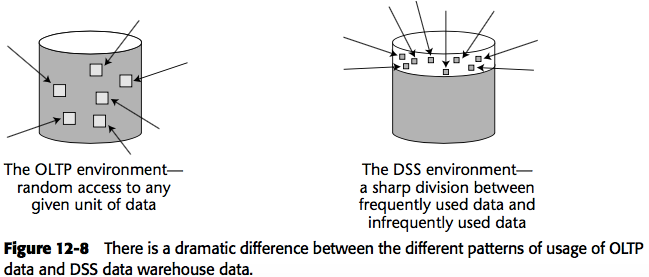 The OLTP environment—
random access to any
given unit of data
The DSS environment—
a sharp division between
frequently used data and
infrequently used data
Figure 12-8 There is a dramatic difference between the different patterns of usage of OLTP
data and DSS data warehouse data.